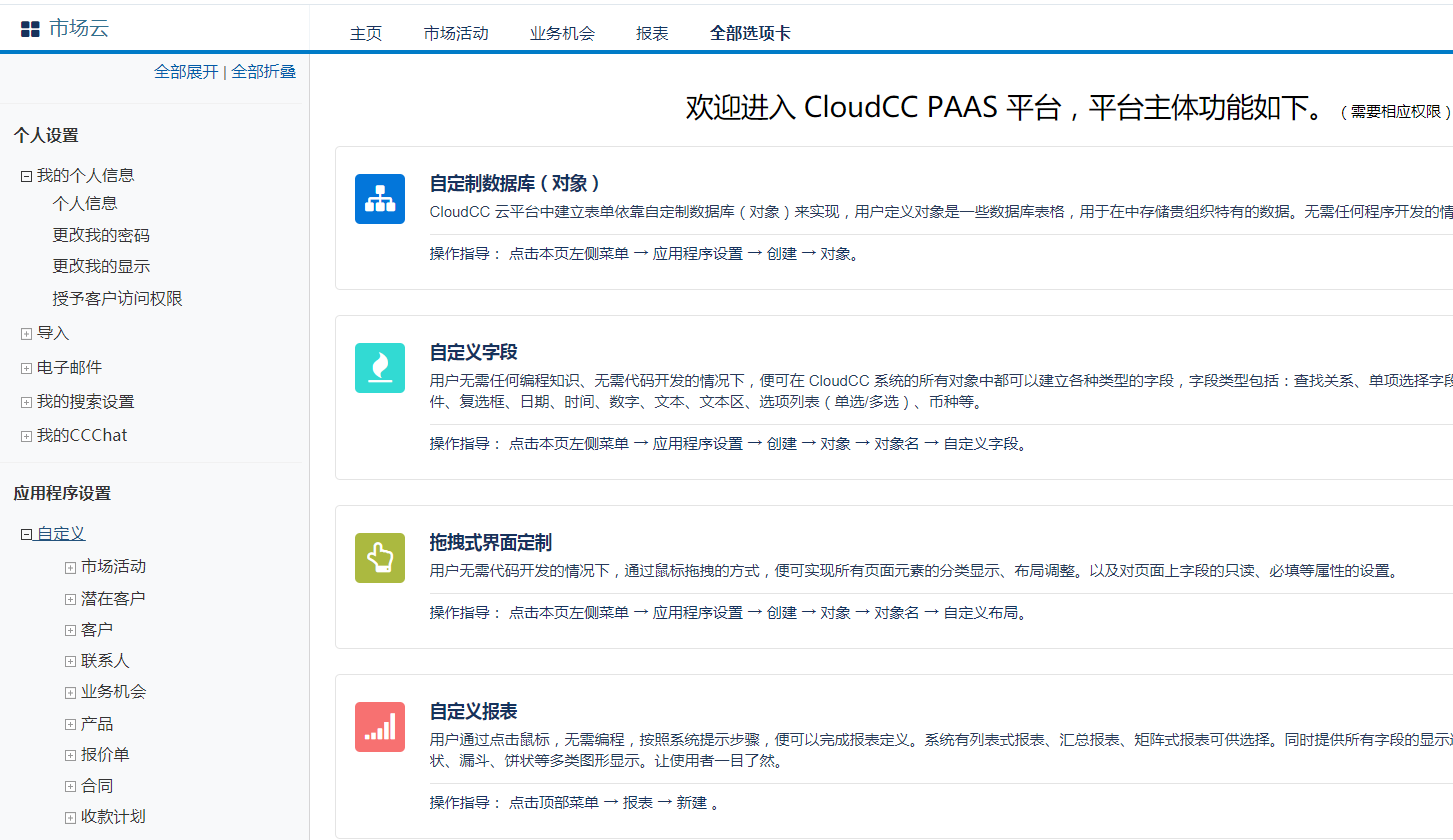 市场云
主页 市场活动 业务机会 报表 全部选项卡
全部展开 | 全部折叠
个人设置
我的个人信息
个人信息
更改我的密码
更改我的显示
授予客户访问权限
导入
电子邮件
我的搜索设置
我的CCChat
应用程序设置
自定义
市场活动
潜在客户
客户
联系人
业务机会
产品
报价单
合同
收款计划
欢迎进入 CloudCC PAAS 平台，平台主体功能如下。（需要相应权限）
自定制数据库（对象）
CloudCC 云平台中建立表单依靠自定制数据库（对象）来实现，用户定义对象是一些数据库表格，用于在中存储贵组织特有的数据。无需任何程序开发的情
操作指导： 点击本页左侧菜单 → 应用程序设置 → 创建 → 对象。
自定义字段
用户无需任何编程知识、无需代码开发的情况下，便可在 CloudCC 系统的所有对象中都可以建立各种类型的字段，字段类型包括：查找关系、单项选择字段
件、复选框、日期、时间、数字、文本、文本区、选项列表（单选/多选）、币种等。
操作指导： 点击本页左侧菜单 → 应用程序设置 → 创建 → 对象 → 对象名 → 自定义字段。
拖拽式界面定制
用户无需代码开发的情况下，通过鼠标拖拽的方式，便可实现所有页面元素的分类显示、布局调整。以及对页面上字段的只读、必填等属性的设置。
操作指导： 点击本页左侧菜单 → 应用程序设置 → 创建 → 对象 → 对象名 → 自定义布局。
自定义报表
用户通过点击鼠标，无需编程，按照系统提示步骤，便可以完成报表定义。系统有列表式报表、汇总报表、矩阵式报表可供选择。同时提供所有字段的显示
状、漏斗、饼状等多类图形显示。让使用者一目了然。
操作指导： 点击顶部菜单 → 报表 → 新建 。